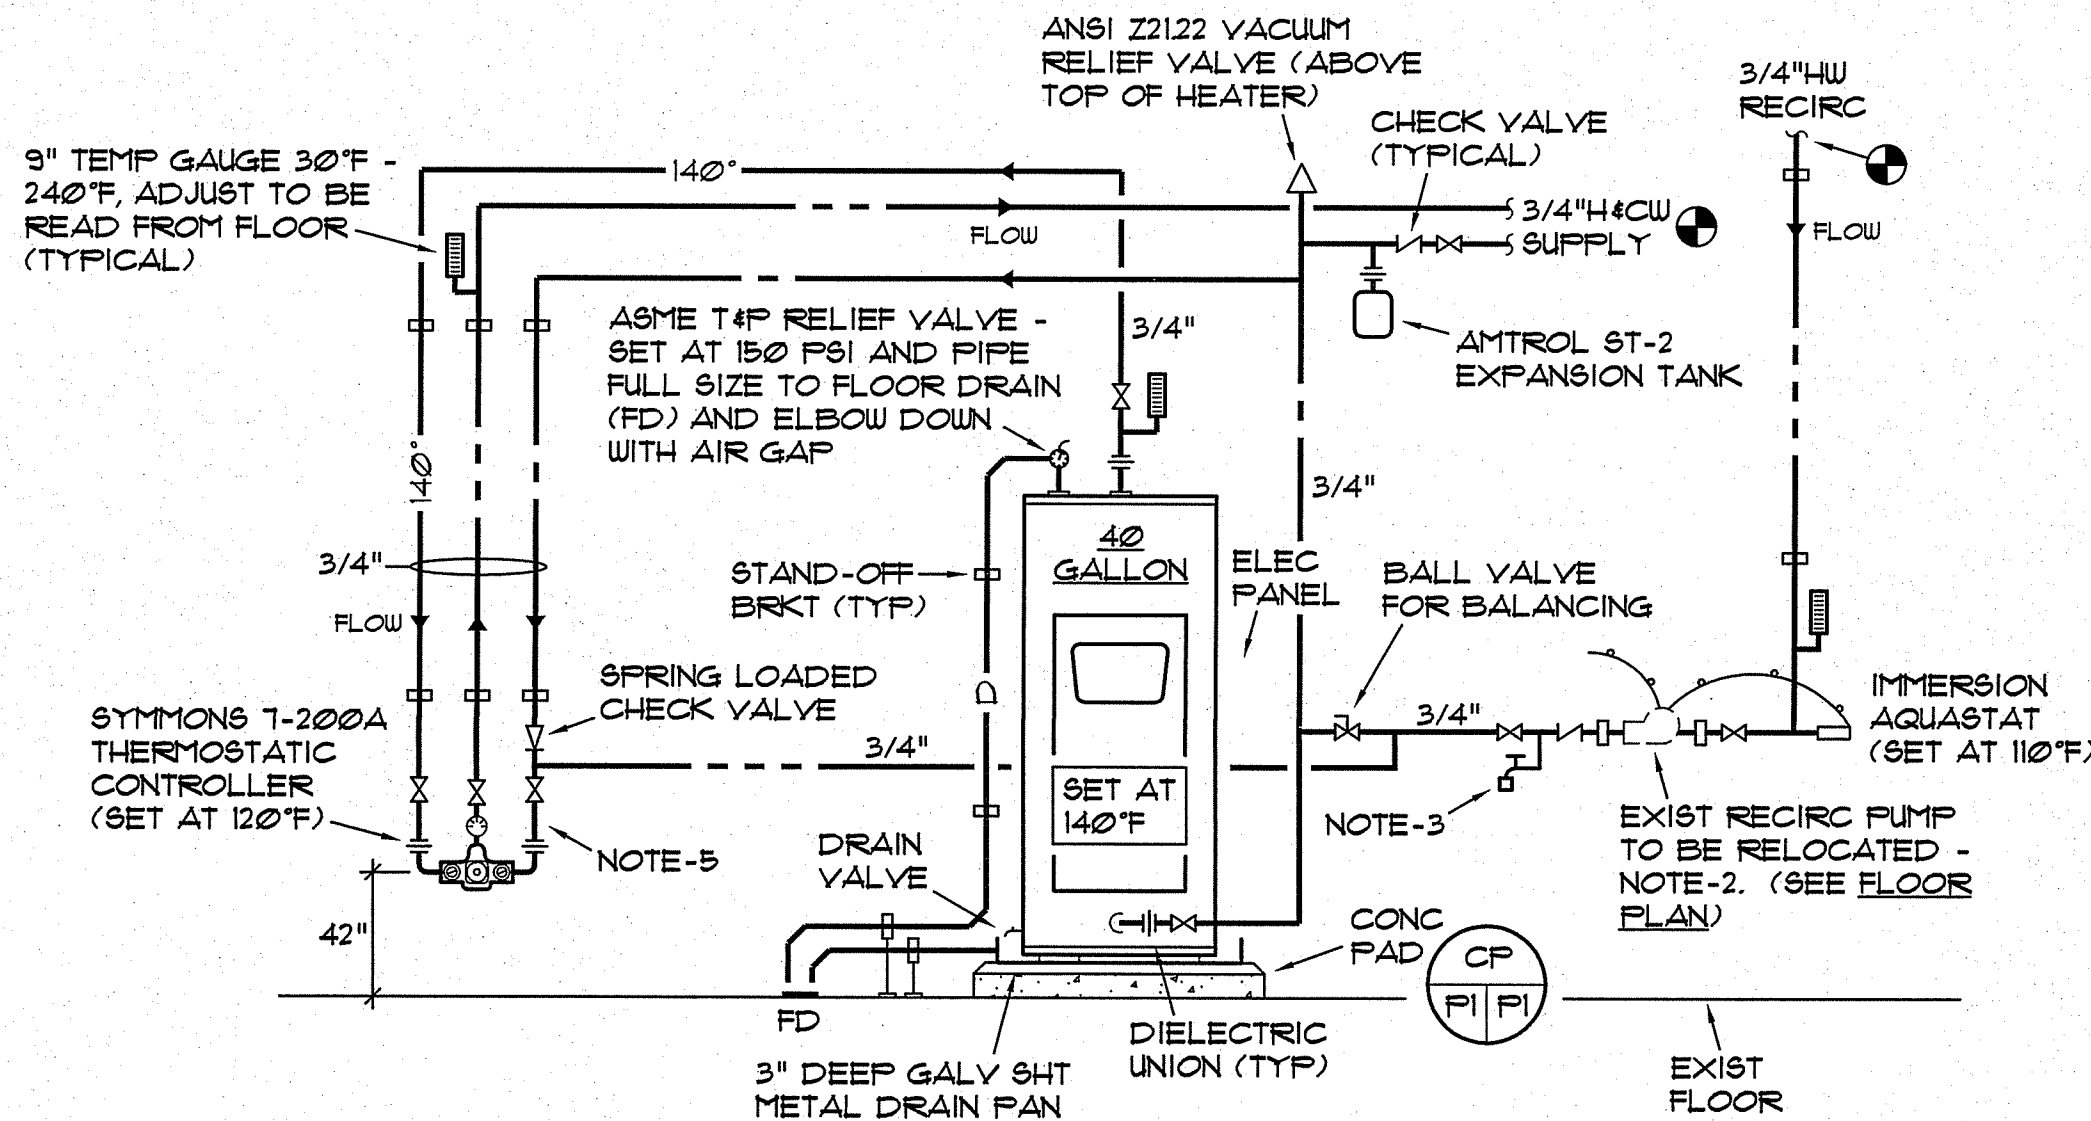 ANSI Z21.22 VACUUM
RELIEF VALVE (ABOVE
TOP OF HEATER)
3/4"HW
RECIRC
CHECK VALVE
(TYPICAL)
9" TEMP GAUGE 30°F -
240°F, ADJUST TO BE
READ FROM FLOOR
(TYPICAL)
140°
3/4"H&CW
SUPPLY
FLOW
FLOW
ASME T&P RELIEF VALVE -
SET AT 150 PSI AND PIPE
FULL SIZE TO FLOOR DRAIN
(FD) AND ELBOW DOWN
WITH AIR GAP
3/4"
AMTROL ST-2
EXPANSION TANK
140°
3/4"
40
GALLON
3/4"
STAND-OFF
BRKT (TYP)
ELEC
PANEL
BALL VALVE
FOR BALANCING
FLOW
SPRING LOADED
CHECK VALVE
SYMMONS 7-200A
THERMOSTATIC
CONTROLLER
(SET AT 120°F)
3/4"
3/4"
IMMERSION
AQUASTAT
(SET AT 110°F)
SET AT
140°F
NOTE-3
EXIST RECIRC PUMP
TO BE RELOCATED -
NOTE-2. (SEE FLOOR
PLAN)
NOTE-5
DRAIN
VALVE
42"
CONC
PAD
CP
P1 P1
FD
DIELECTRIC
UNION (TYP)
3" DEEP GALV SHT
METAL DRAIN PAN
EXIST
FLOOR